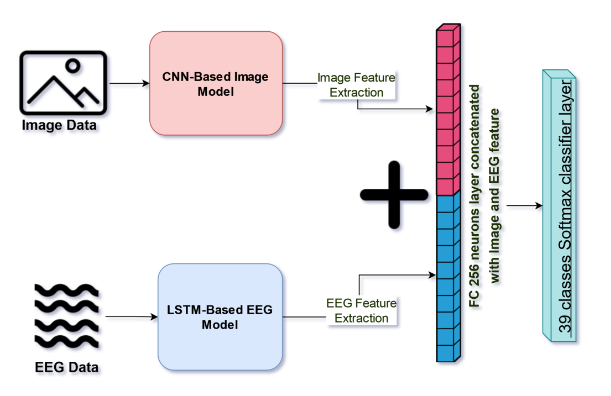 Image Data
CNN-Based Image
Model
Image Feature
Extraction
EEG Data
LSTM-Based EEG
Model
EEG Feature
Extraction
FC 256 neurons layer concatenated
with Image and EEG feature
39 classes Softmax classifier layer